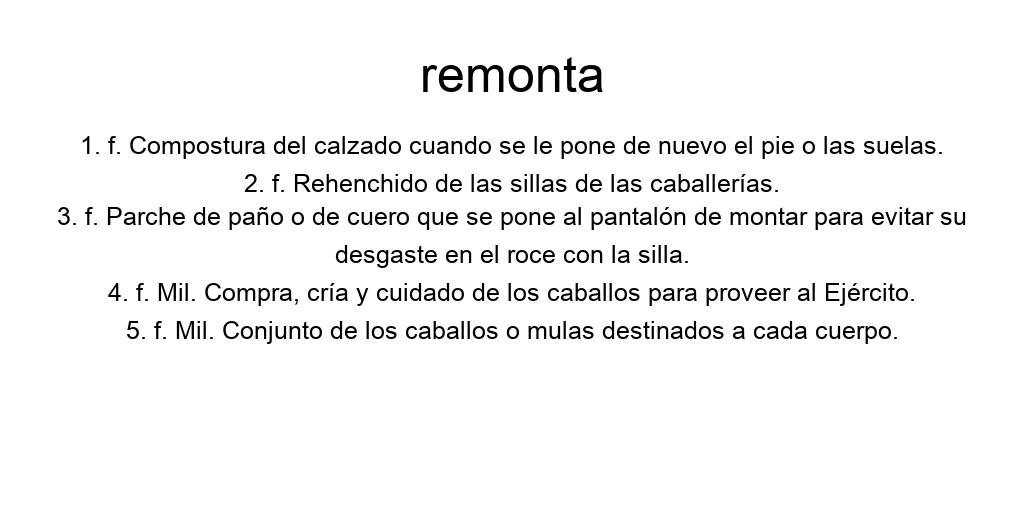 remonta
1. f. Compostura del calzado cuando se le pone de nuevo el pie o las suelas.
2. f. Rehenchido de las sillas de las caballerías.
3. f. Parche de paño o de cuero que se pone al pantalón de montar para evitar su
desgaste en el roce con la silla.
4. f. Mil. Compra, cría y cuidado de los caballos para proveer al Ejército.
5. f. Mil. Conjunto de los caballos o mulas destinados a cada cuerpo.